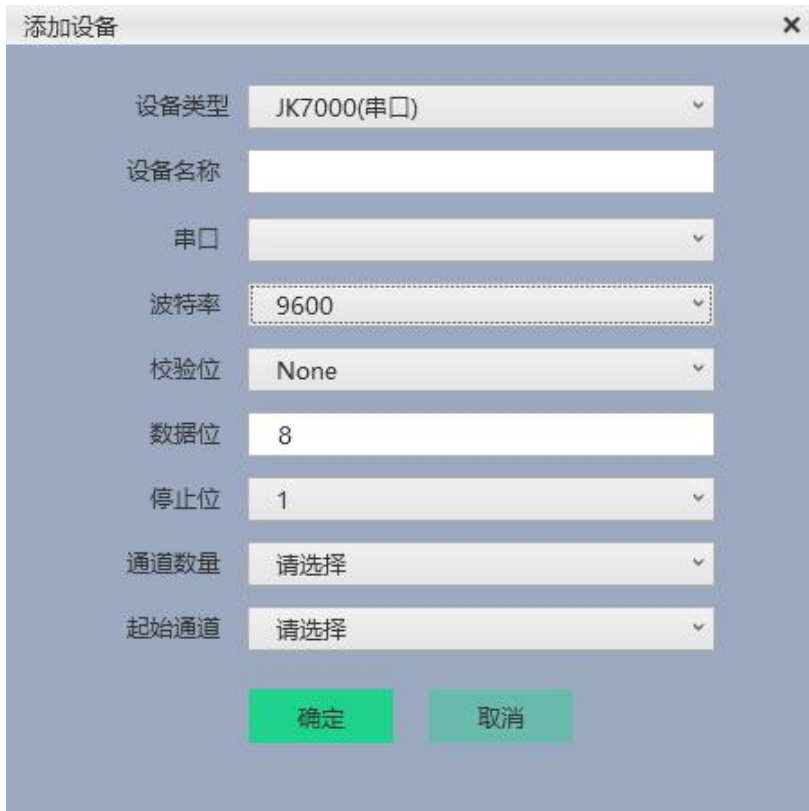 添加设备
设备类型 JK7000(串口)
设备名称
串口
波特率 9600
校验位 None
数据位 8
停止位 1
通道数量 请选择
起始通道 请选择
确定 取消